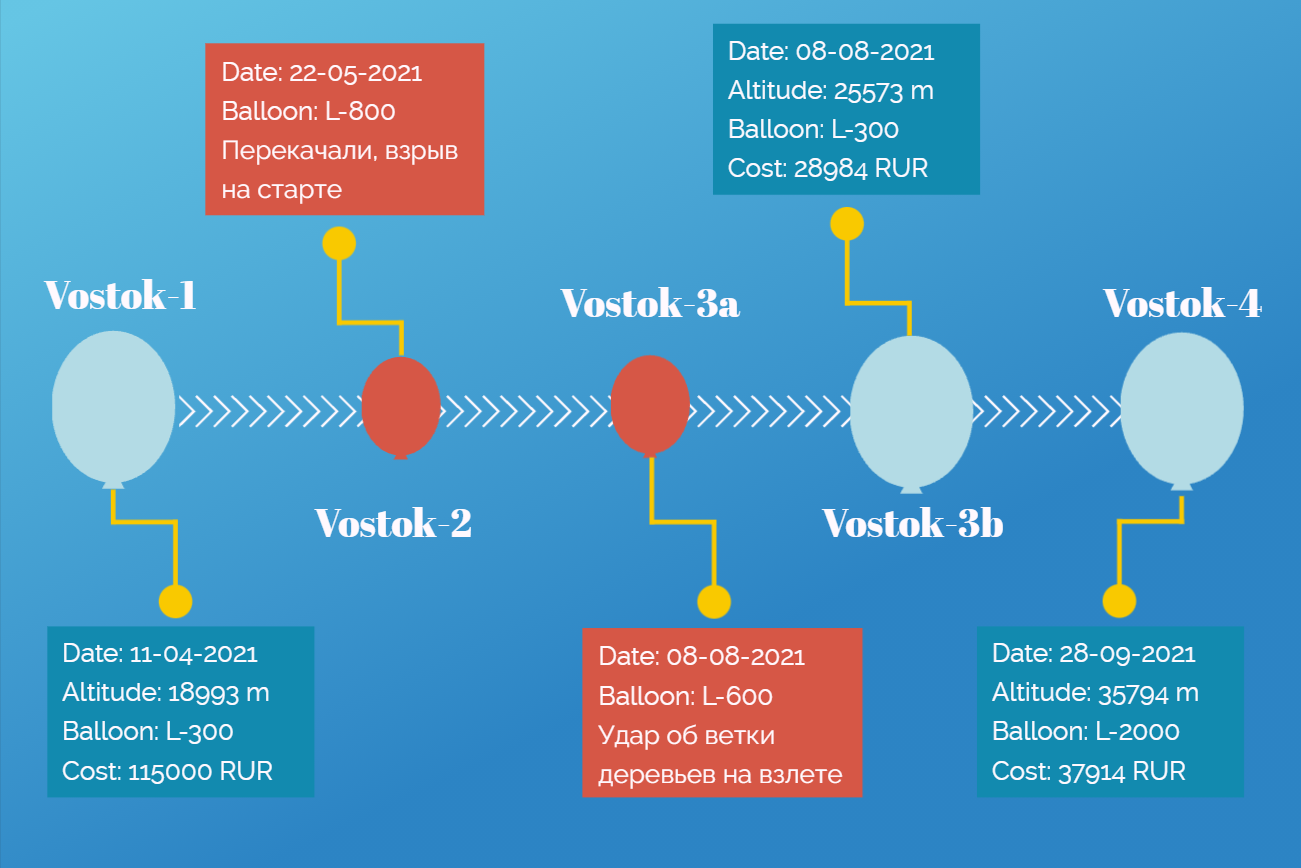 Vostok-1
Date: 11-04-2021
Altitude: 18993 m
Balloon: L-300
Cost: 115000 RUR
Date: 22-05-2021
Balloon: L-800
Перекачали, взрыв
на старте
Vostok-2
Vostok-3a
Date: 08-08-2021
Balloon: L-600
Удар об ветки
деревьев на взлете
Date: 08-08-2021
Altitude: 25573 m
Balloon: L-300
Cost: 28984 RUR
Vostok-3b
Vostok-4
Date: 28-09-2021
Altitude: 35794 m
Balloon: L-2000
Cost: 37914 RUR